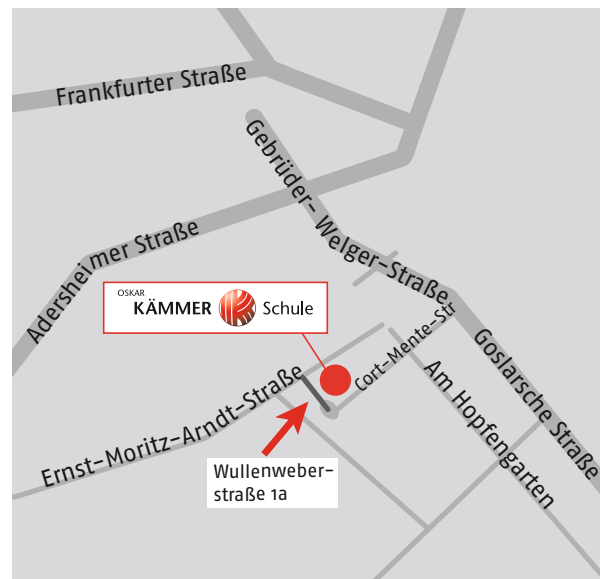 Frankfurter Straße
Gebrüder- Welger-Straße
Adersheimer Straße
OSKAR
KÄMMER Schule
Cort-Mente-Str
Goslarsche Straße
Am Hopfengarten
Ernst-Moritz-Arndt-Straße
Wullenweber-
straße 1a